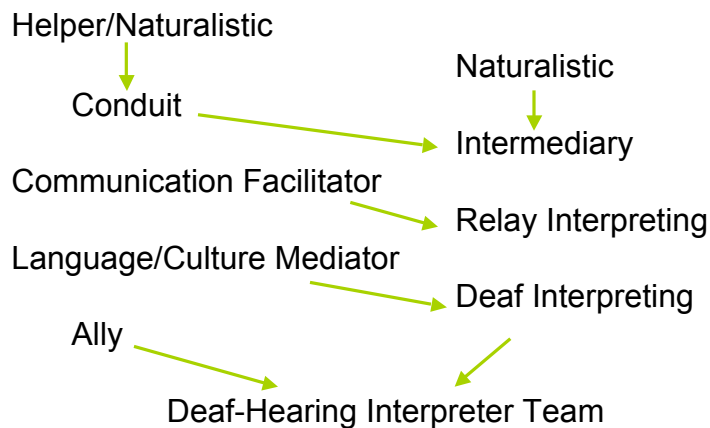 Helper/Naturalistic
Naturalistic
Conduit
Intermediary
Communication Facilitator
Relay Interpreting
Language/Culture Mediator
Deaf Interpreting
Ally
Deaf-Hearing Interpreter Team